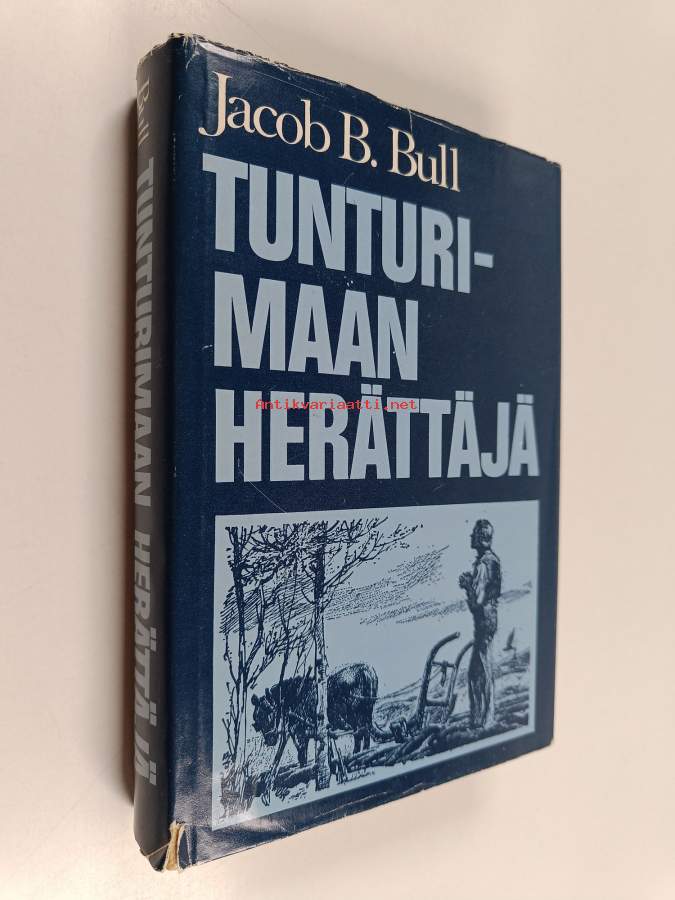 Jacob B. Bull
TUNTURI-
MAAN
HERÄTTÄJÄ
Antikvariaatti.net
Bull TUNTURIMAAN HERÄTTÄJÄ